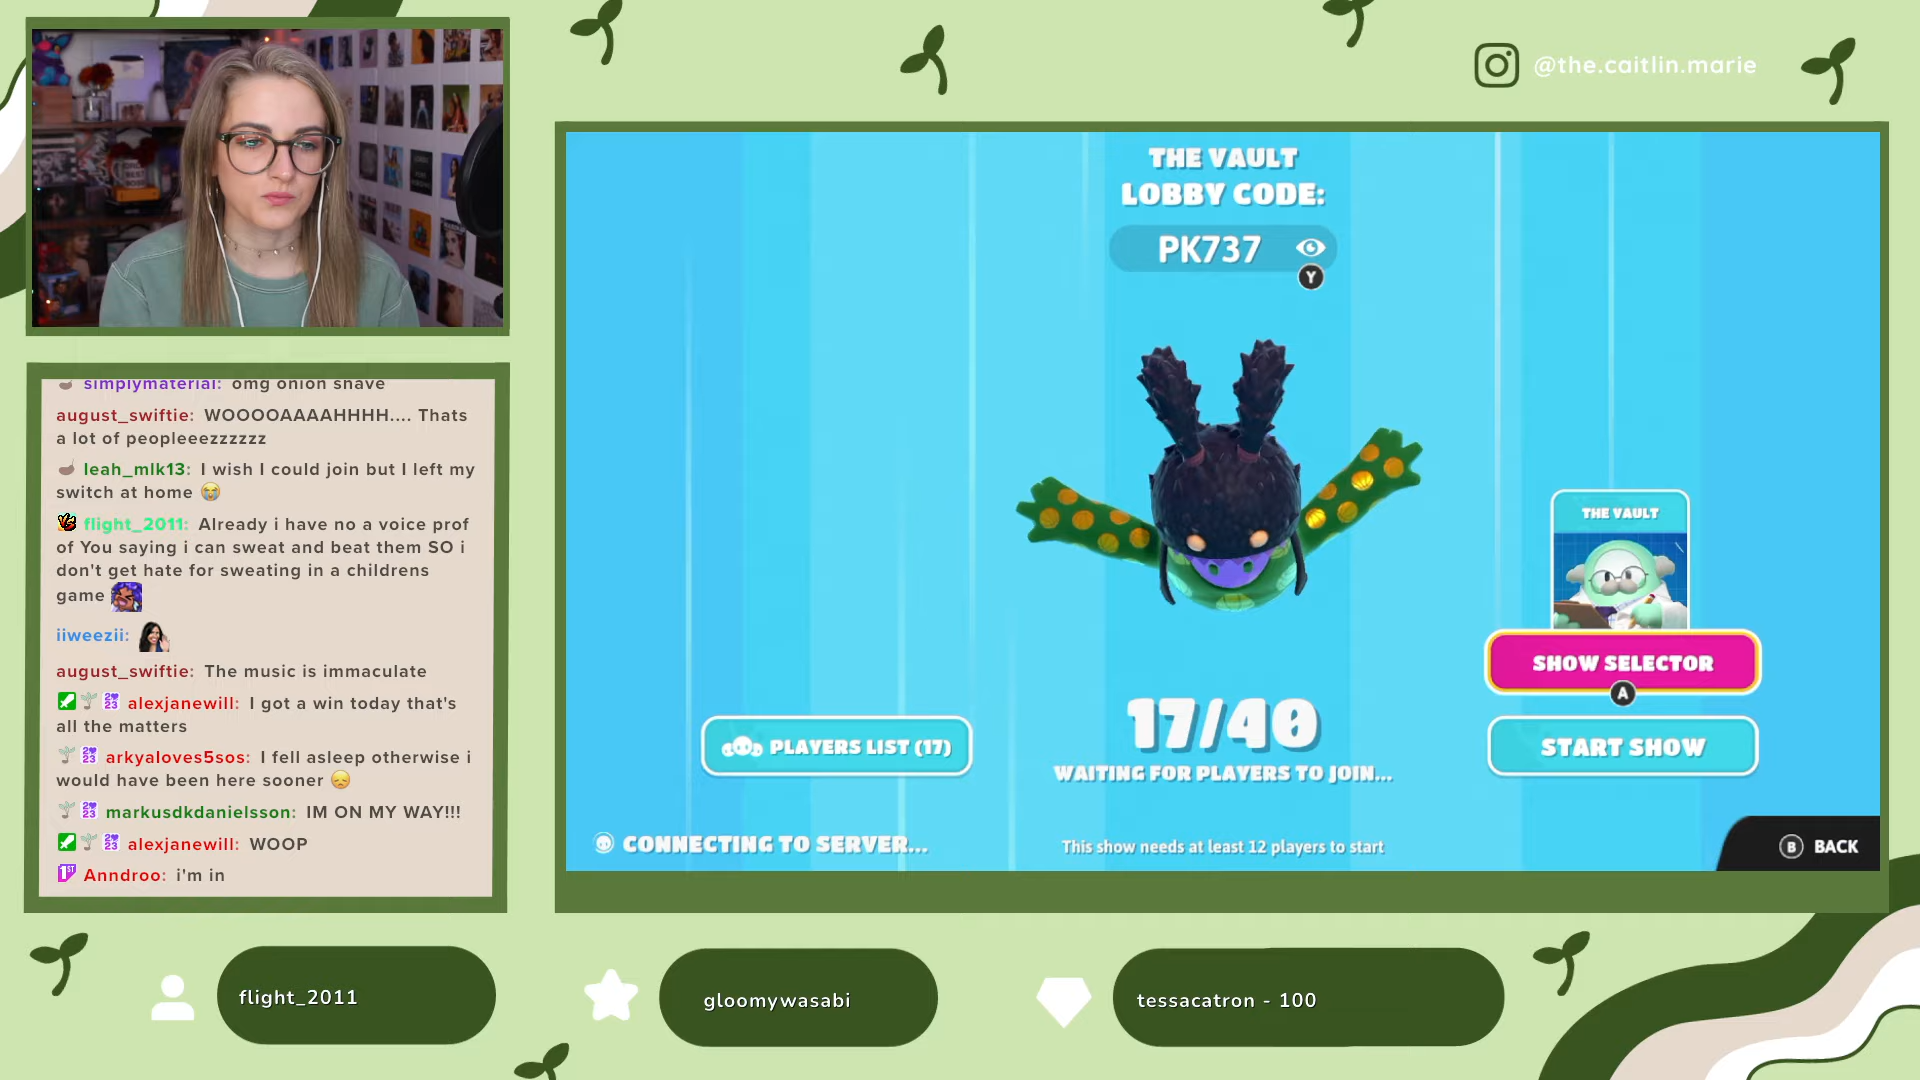 @the.caitlin.marie
THE VAULT
LOBBY CODE:
PK737
Y
simplymaterial: omg onion shave
august_swiftie: WOOOOAAAAHHHH.... Thats
a lot of peopleeezzzzzz
leah_mlk13: I wish I could join but I left my
switch at home 😭
flight_2011: Already i have no a voice prof
of You saying i can sweat and beat them SO i
don't get hate for sweating in a childrens
game
iiweezii:
august_swiftie: The music is immaculate
alexjanewill: I got a win today that's
all the matters
arkyaloves5sos: I fell asleep otherwise i
would have been here sooner 😞
markusdkdanielsson: IM ON MY WAY!!!
alexjanewill: WOOP
Anndroo: i'm in
THE VAULT
SHOW SELECTOR
A
START SHOW
PLAYERS LIST (17)
17/40
WAITING FOR PLAYERS TO JOIN...
CONNECTING TO SERVER...
This show needs at least 12 players to start
B BACK
flight_2011
gloomywasabi
tessacatron - 100